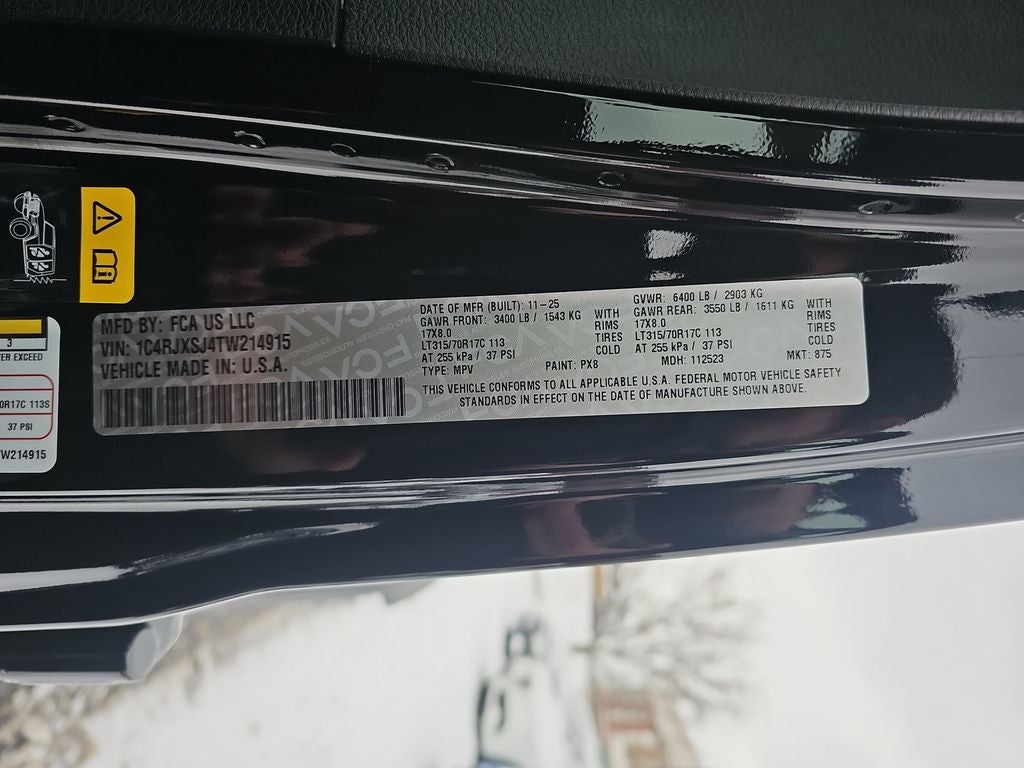 3
VER EXCEED
0R17C 113S
37 PSI
W214915
MFD BY: FCA US LLC
VIN: 1C4RJXSJ4TW214915
VEHICLE MADE IN: U.S.A.
DATE OF MFR (BUILT): 11-25
GAWR FRONT: 3400 LB / 1543 KG WITH
17X8.0 RIMS
LT315/70R17C 113 TIRES
AT 255 kPa / 37 PSI COLD
TYPE: MPV PAINT: PX8
GVWR: 6400 LB / 2903 KG
GAWR REAR: 3550 LB / 1611 KG WITH
17X8.0 RIMS
LT315/70R17C 113 TIRES
AT 255 kPa / 37 PSI COLD
MDH: 112523 MKT: 875
THIS VEHICLE CONFORMS TO ALL APPLICABLE U.S.A. FEDERAL MOTOR VEHICLE SAFETY
STANDARDS IN EFFECT ON THE DATE OF MANUFACTURE SHOWN ABOVE.